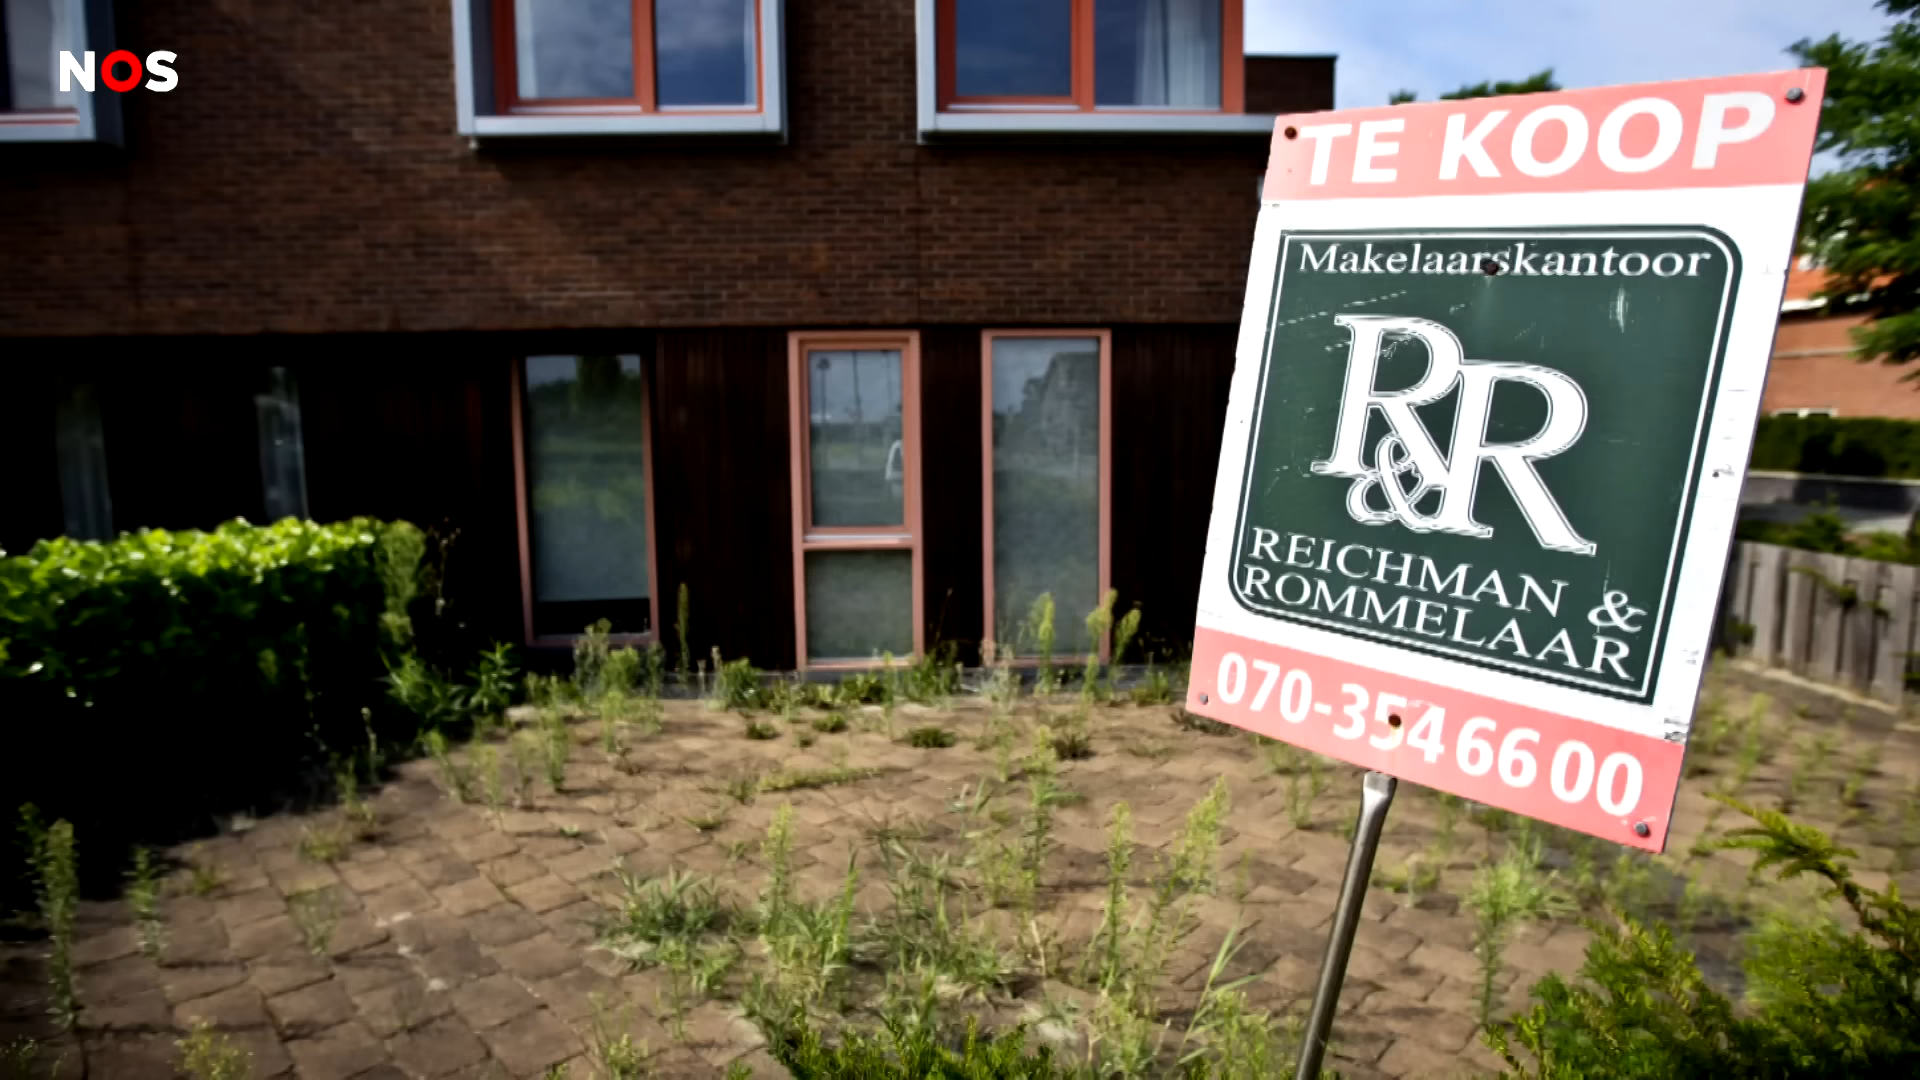 NOS
TE KOOP
Makelaarskantoor
R&R
REICHMAN &
ROMMELAAR
070-354 66 00